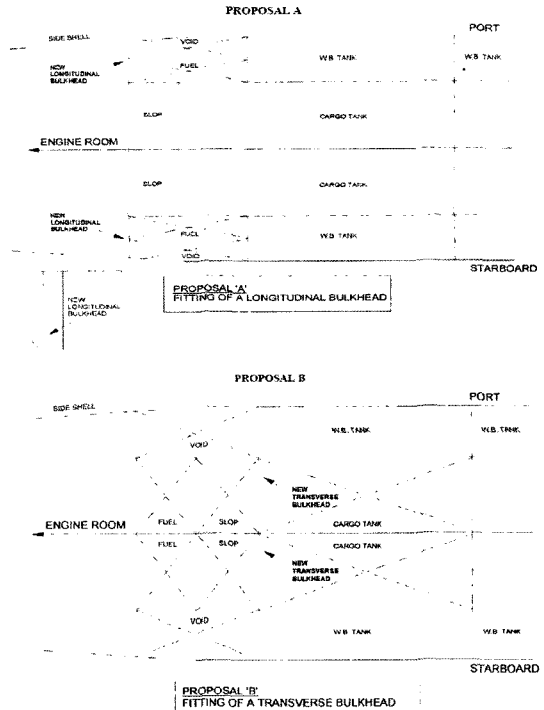 PROPOSAL A
PORT
SIDE SHELL
VOID
W.B. TANK
W.B. TANK
NEW
LONGITUDINAL
BULKHEAD
FUEL
SLOP
CARGO TANK
ENGINE ROOM
SLOP
CARGO TANK
NEW
LONGITUDINAL
BULKHEAD
FUEL
W.B. TANK
VOID
STARBOARD
NEW
LONGITUDINAL
BULKHEAD
PROPOSAL 'A'
FITTING OF A LONGITUDINAL BULKHEAD
PROPOSAL B
PORT
SIDE SHELL
W.B. TANK
W.B. TANK
VOID
NEW
TRANSVERSE
BULKHEAD
ENGINE ROOM
FUEL
SLOP
CARGO TANK
FUEL
SLOP
CARGO TANK
NEW
TRANSVERSE
BULKHEAD
VOID
W.B. TANK
W.B. TANK
STARBOARD
PROPOSAL 'B'
FITTING OF A TRANSVERSE BULKHEAD